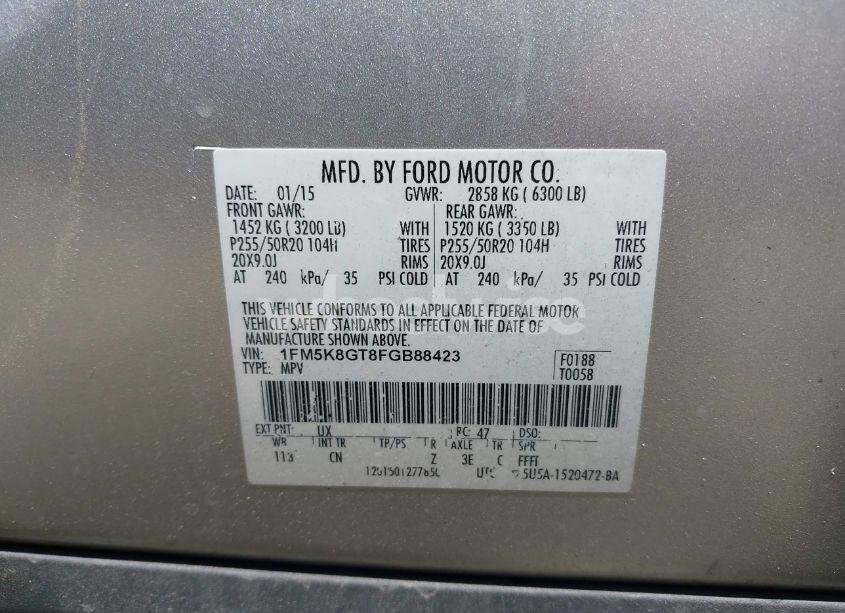 MFD. BY FORD MOTOR CO.
DATE: 01/15 GVWR: 2858 KG ( 6300 LB)
FRONT GAWR: REAR GAWR:
1452 KG ( 3200 LB) WITH 1520 KG ( 3350 LB) WITH
P255/50R20 104H TIRES P255/50R20 104H TIRES
20X9.0J RIMS 20X9.0J RIMS
AT 240 kPa/ 35 PSI COLD AT 240 kPa/ 35 PSI COLD
THIS VEHICLE CONFORMS TO ALL APPLICABLE FEDERAL MOTOR
VEHICLE SAFETY STANDARDS IN EFFECT ON THE DATE OF
MANUFACTURE SHOWN ABOVE.
VIN: 1FM5K8GT8FGB88423
TYPE: MPV
F0188
T0058
EXT PNT: UX RC: 47 DSO:
WB INT TR TP/PS R AXLE TR SPR
113 CN Z 3E C FFFT